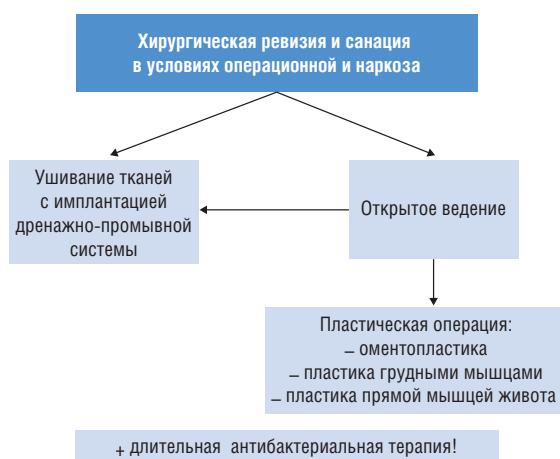 Хирургическая ревизия и санация
в условиях операционной и наркоза
Ушивание тканей
с имплантацией
дренажно-промывной
системы
Открытое ведение
Пластическая операция:
– оментопластика
– пластика грудными мышцами
– пластика прямой мышцей живота
+ длительная антибактериальная терапия!